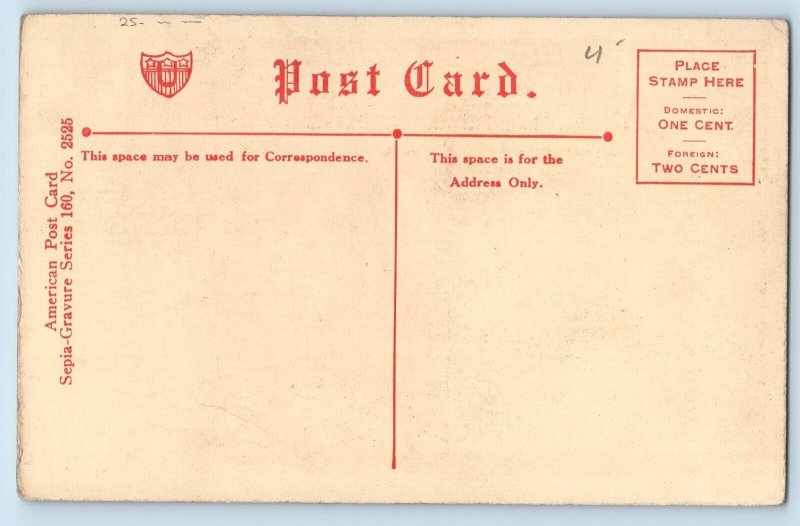 25- - -
4
Post Card.
PLACE
STAMP HERE
DOMESTIC:
ONE CENT.
FOREIGN:
TWO CENTS
This space may be used for Correspondence.
This space is for the
Address Only.
American Post Card
Sepia-Gravure Series 160, No. 2525